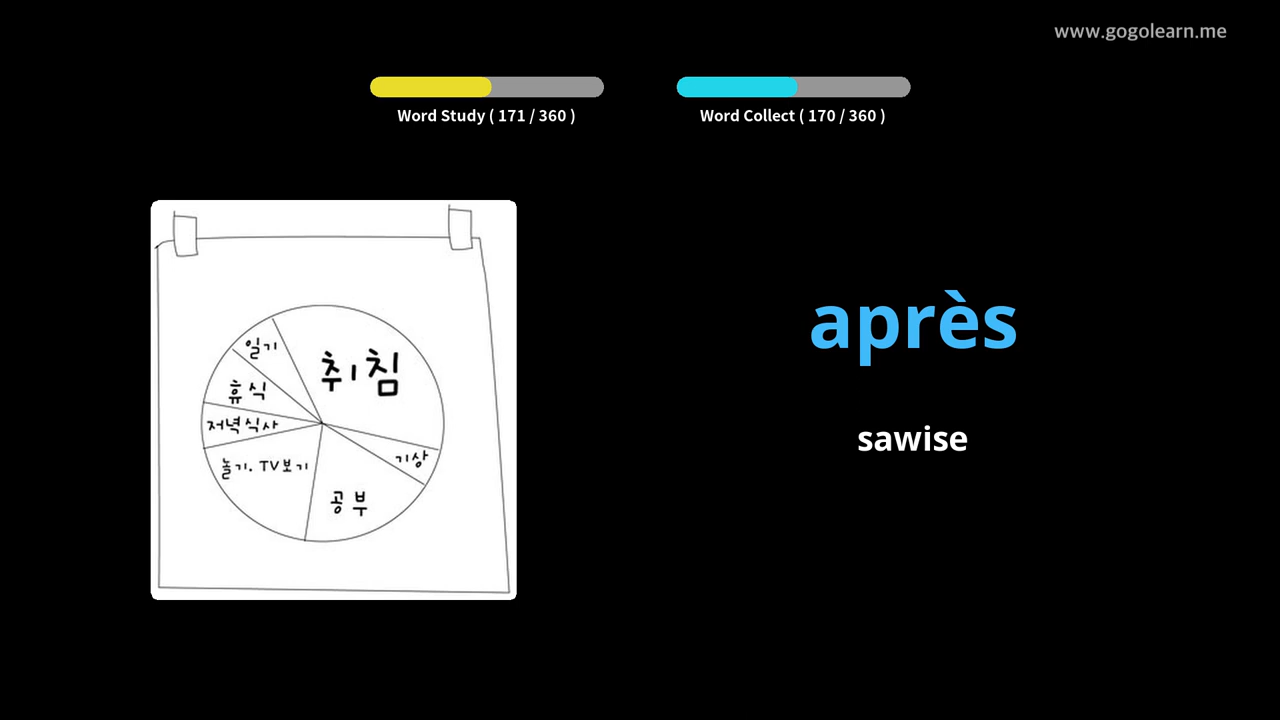 www.gogolearn.me
Word Study ( 171 / 360 )
Word Collect ( 170 / 360 )
일기
취침
휴식
저녁식사
놀기. TV보기
기상
공부
après
sawise